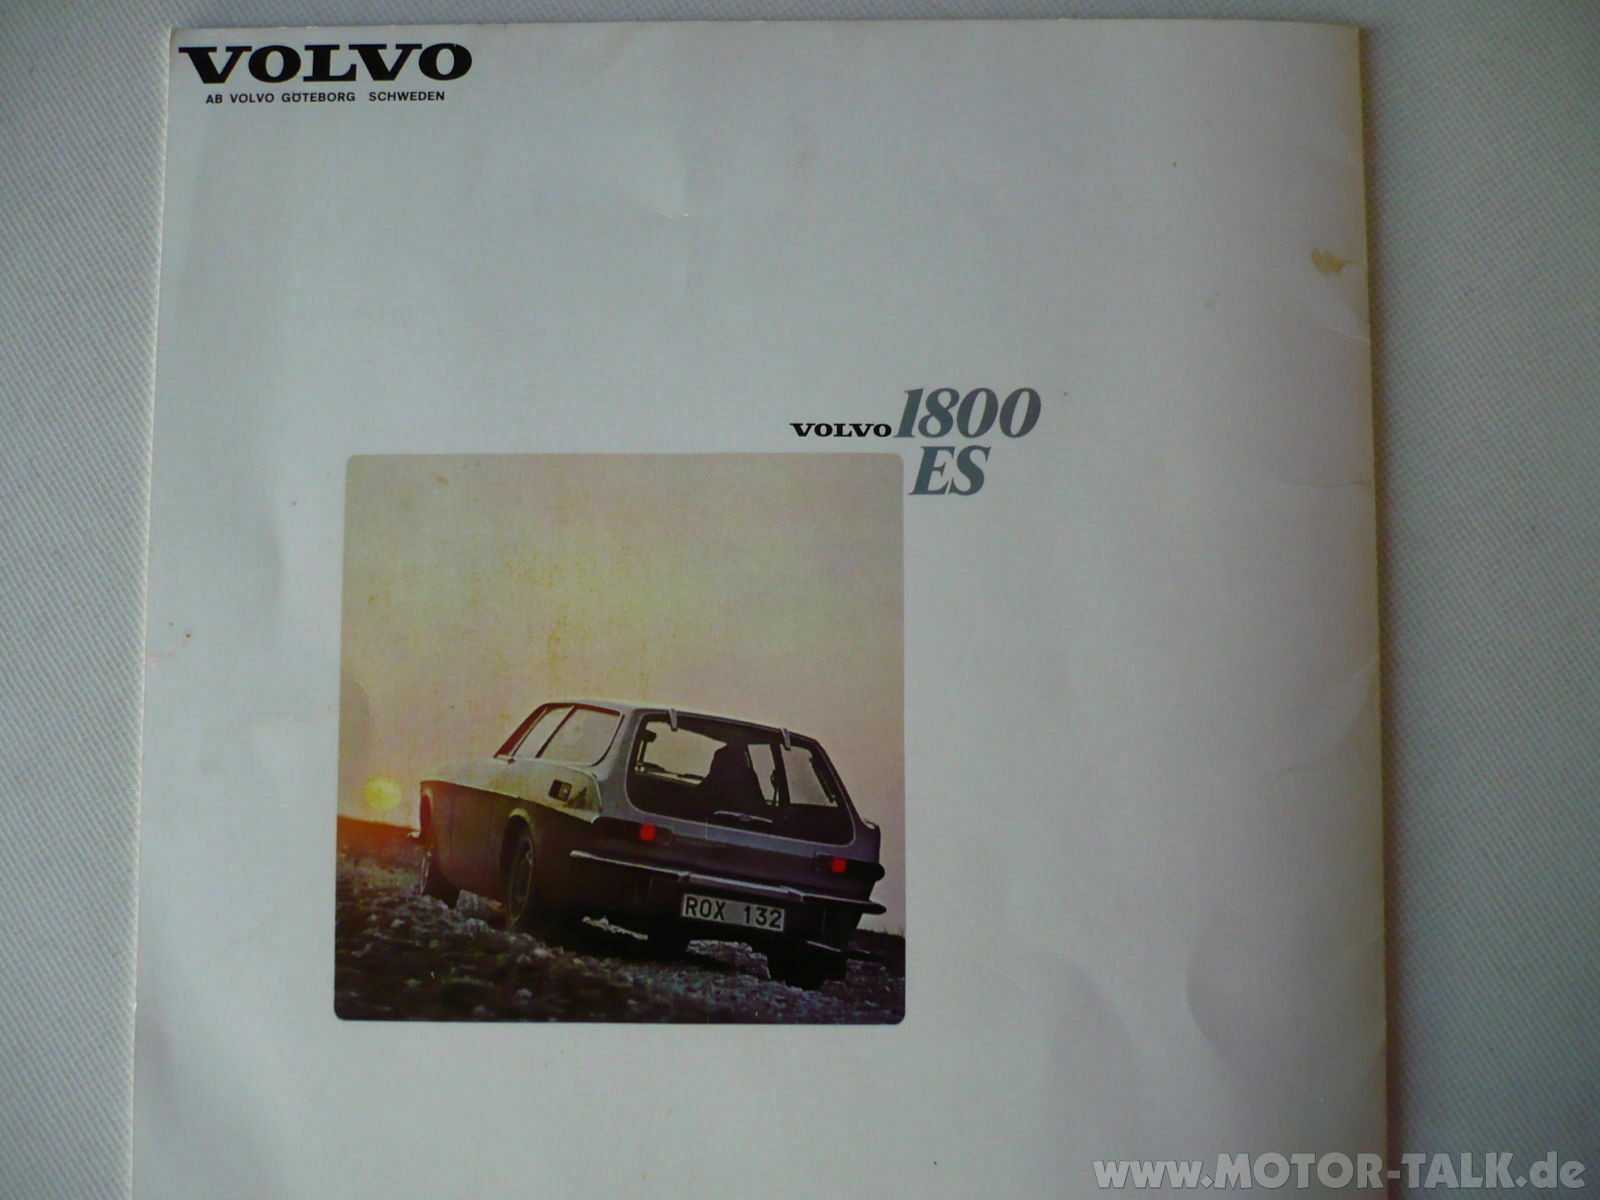 VOLVO
AB VOLVO GÖTEBORG SCHWEDEN
VOLVO 1800
ES
ROX 132
www.MOTOR-TALK.de